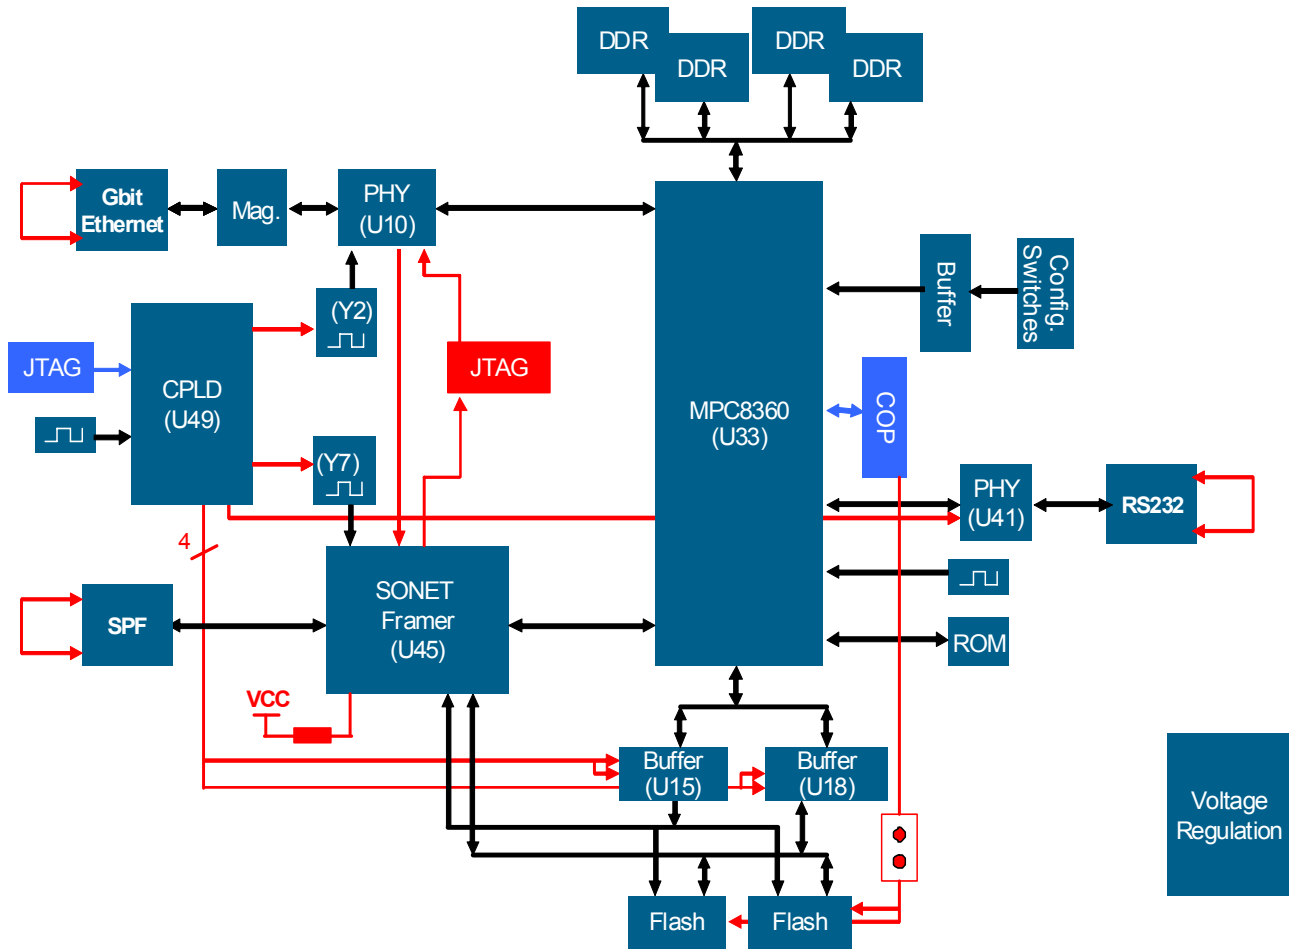 DDR
DDR
DDR
DDR
Gbit
Ethernet
Mag.
PHY
(U10)
(Y2)
JTAG
CPLD
(U49)
JTAG
(Y7)
MPC8360
(U33)
Buffer
Config.
Switches
COP
PHY
(U41)
RS232
4
SPF
SONET
Framer
(U45)
ROM
VCC
Buffer
(U15)
Buffer
(U18)
Voltage
Regulation
Flash
Flash